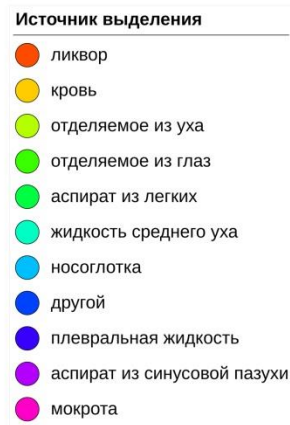 Источник выделения
ликвор
кровь
отделяемое из уха
отделяемое из глаз
аспират из легких
жидкость среднего уха
носоглотка
другой
плевральная жидкость
аспират из синусовой пазухи
мокрота